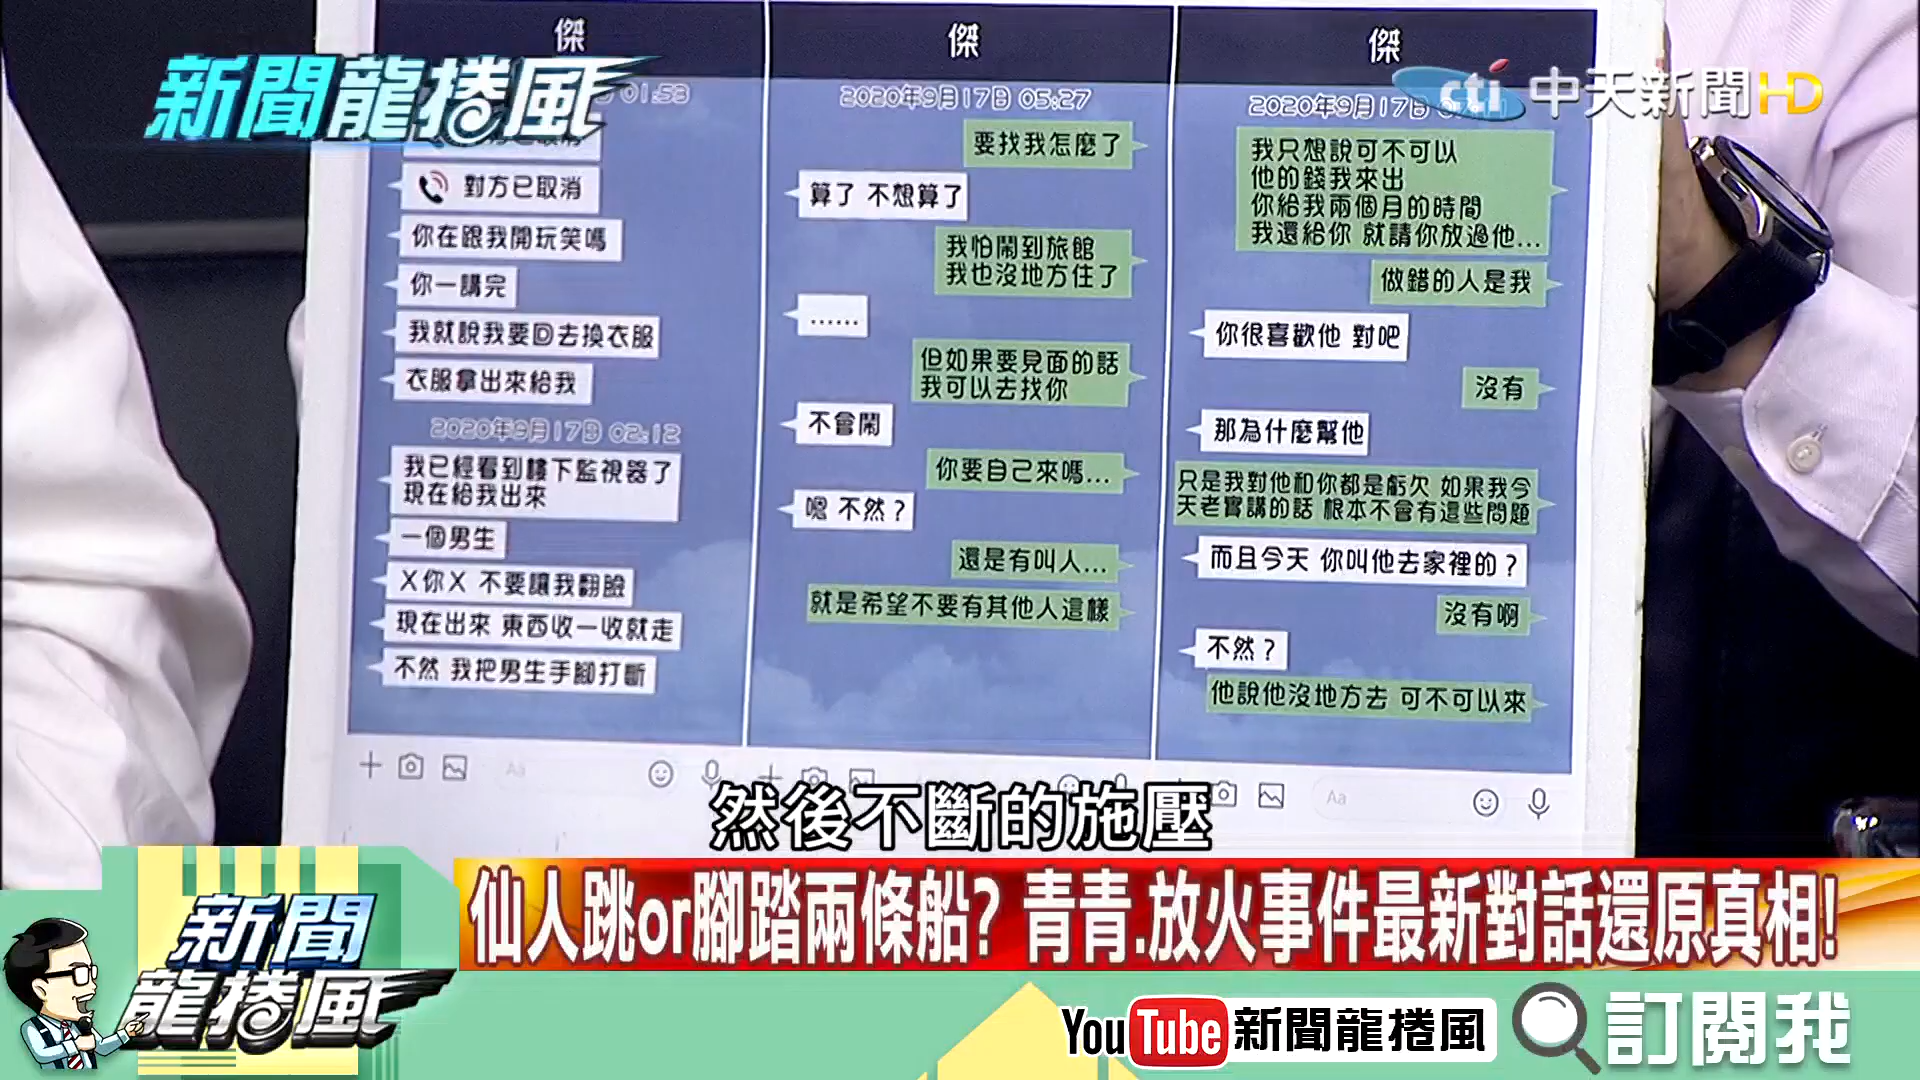 新聞龍捲風
cti 中天新聞HD
傑
01:53
對方已取消
你在跟我開玩笑嗎
你一講完
我就說我要回去換衣服
衣服拿出來給我
2020年9月17日 02:12
我已經看到樓下監視器了
現在給我出來
一個男生
X你X 不要讓我翻臉
現在出來 東西收一收就走
不然 我把男生手腳打斷
Aa
傑
2020年9月17日 05:27
要找我怎麼了
算了 不想算了
我怕鬧到旅館
我也沒地方住了
......
但如果要見面的話
我可以去找你
不會鬧
你要自己來嗎...
嗯 不然？
還是有叫人...
就是希望不要有其他人這樣
傑
2020年9月17日
我只想說可不可以
他的錢我來出
你給我兩個月的時間
我還給你 就請你放過他...
做錯的人是我
你很喜歡他 對吧
沒有
那為什麼幫他
只是我對他和你都是虧欠 如果我今
天老實講的話 根本不會有這些問題
而且今天 你叫他去家裡的？
沒有啊
不然？
他說他沒地方去 可不可以來
Aa
然後不斷的施壓
仙人跳or腳踏兩條船? 青青.放火事件最新對話還原真相!
新聞
龍捲風
YouTube 新聞龍捲風
訂閱我